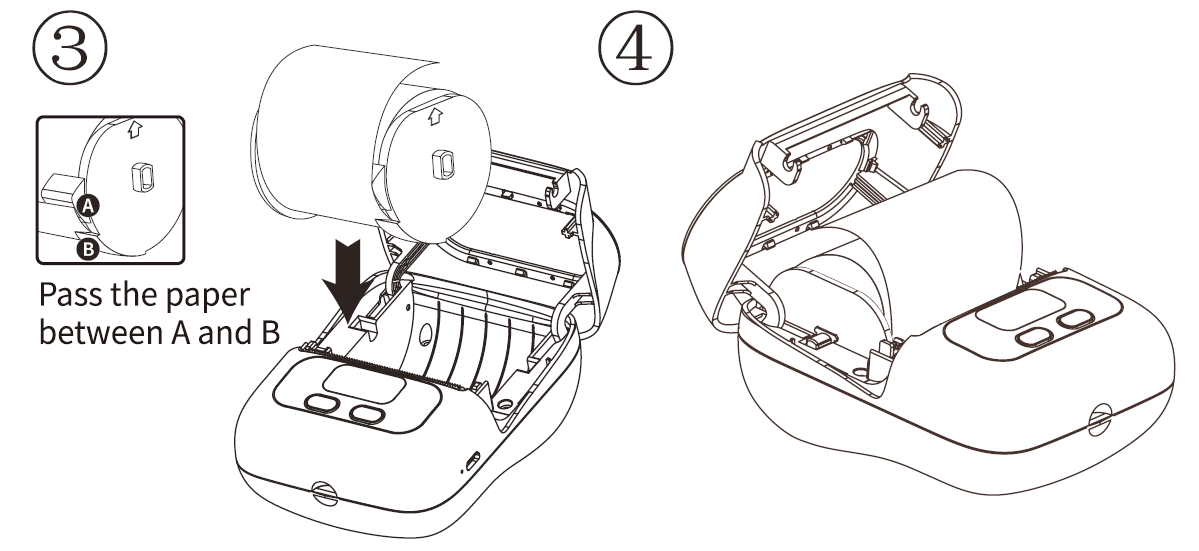 ③
④
A
B
Pass the paper
between A and B